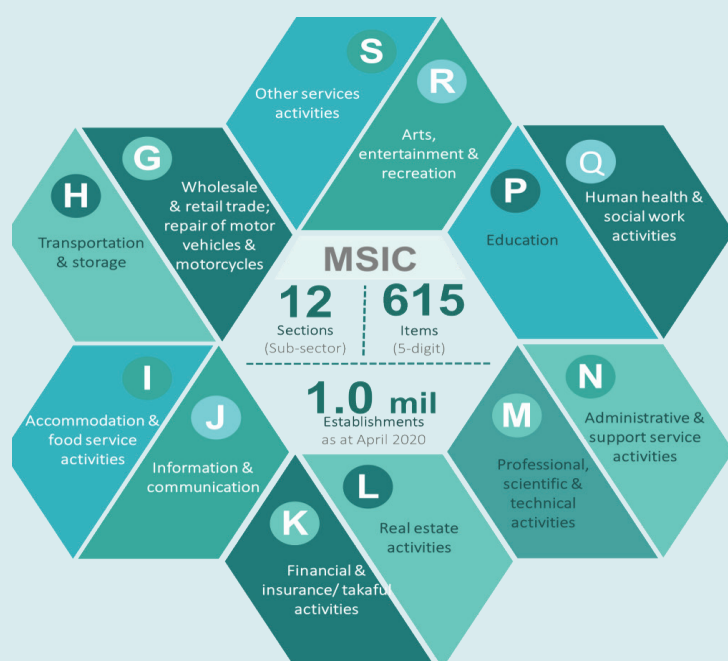 S
Other services
activities
R
Arts,
entertainment &
recreation
G
Wholesale
& retail trade;
repair of motor
vehicles &
motorcycles
H
Transportation
& storage
P
Education
Q
Human health &
social work
activities
MSIC
12
Sections
(Sub-sector)
615
Items
(5-digit)
1.0 mil
Establishments
as at April 2020
I
Accommodation &
food service
activities
J
Information &
communication
K
Financial &
insurance/ takaful
activities
L
Real estate
activities
M
Professional,
scientific &
technical
activities
N
Administrative &
support service
activities